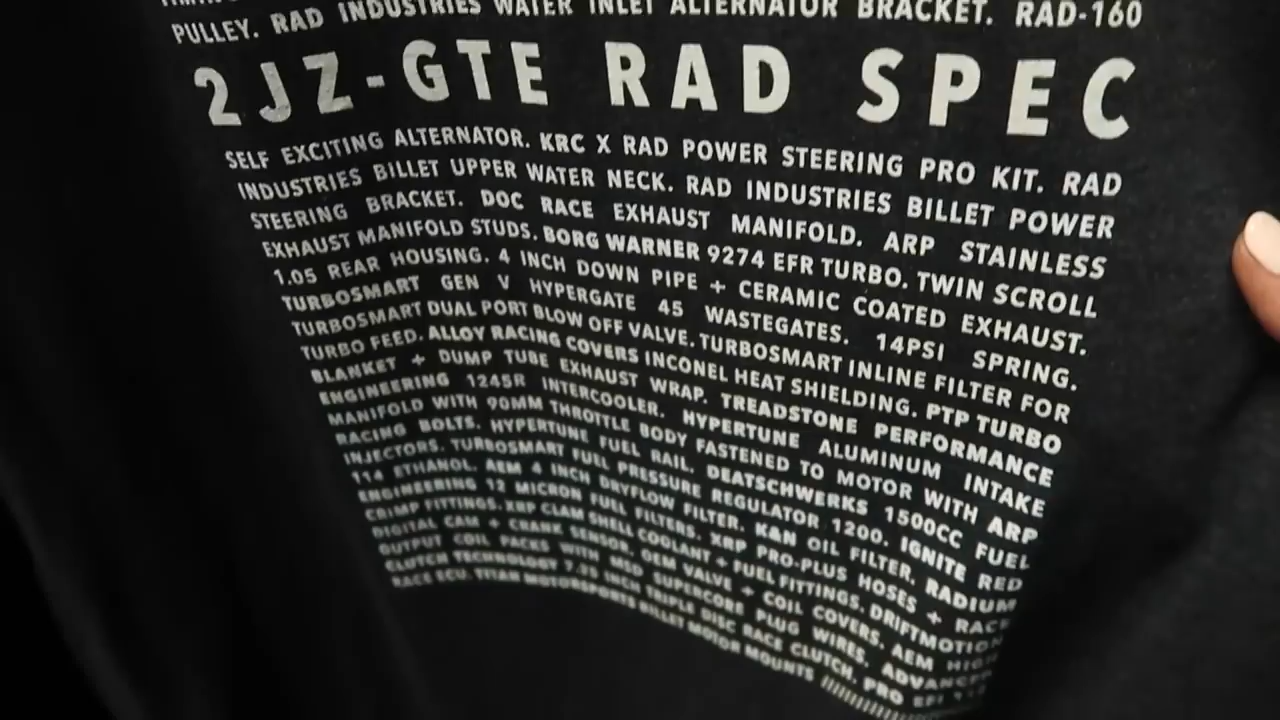 PULLEY. RAD INDUSTRIES WATER INLET ALTERNATOR BRACKET. RAD-160
2JZ-GTE RAD SPEC
SELF EXCITING ALTERNATOR. KRC X RAD POWER STEERING PRO KIT. RAD
INDUSTRIES BILLET UPPER WATER NECK. RAD INDUSTRIES BILLET POWER
STEERING BRACKET. DOC RACE EXHAUST MANIFOLD. ARP STAINLESS
EXHAUST MANIFOLD STUDS. BORG WARNER 9274 EFR TURBO. TWIN SCROLL
1.05 REAR HOUSING. 4 INCH DOWN PIPE + CERAMIC COATED EXHAUST.
TURBOSMART GEN V HYPERGATE 45 WASTEGATES. 14PSI SPRING.
TURBOSMART DUAL PORT BLOW OFF VALVE. TURBOSMART INLINE FILTER FOR
TURBO FEED. ALLOY RACING COVERS INCONEL HEAT SHIELDING. PTP TURBO
BLANKET + DUMP TUBE EXHAUST WRAP. TREADSTONE PERFORMANCE
ENGINEERING 1245R INTERCOOLER. HYPERTUNE ALUMINUM INTAKE
MANIFOLD WITH 90MM THROTTLE BODY FASTENED TO MOTOR WITH ARP
RACING BOLTS. HYPERTUNE FUEL RAIL. DEATSCHWERKS 1500CC FUEL
INJECTORS. TURBOSMART FUEL PRESSURE REGULATOR 1200. IGNITE RED
114 ETHANOL. AEM 4 INCH DRYFLOW FILTER. K&N OIL FILTER. RADIUM
ENGINEERING 12 MICRON FUEL FILTERS. XRP PRO-PLUS HOSES + RACE
CRIMP FITTINGS. XRP CLAM SHELL COOLANT + FUEL FITTINGS. DRIFTMOTION
DIGITAL CAM + CRANK SENSOR. OEM VALVE + COIL COVERS. AEM HIGH
OUTPUT COIL PACKS WITH MSD SUPERCORE PLUG WIRES. ADVANCED
CLUTCH TECHNOLOGY 7.25 INCH TRIPLE DISC RACE CLUTCH. PRO EFI
RACE ECU. TITAN MOTORSPORTS BILLET MOTOR MOUNTS